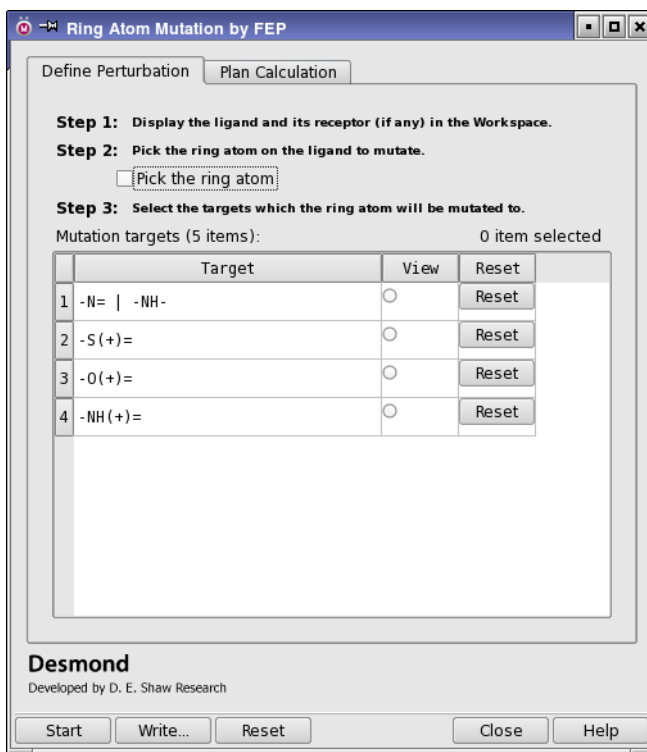 Ring Atom Mutation by FEP
Define Perturbation Plan Calculation
Step 1: Display the ligand and its receptor (if any) in the Workspace.
Step 2: Pick the ring atom on the ligand to mutate.
Pick the ring atom
Step 3: Select the targets which the ring atom will be mutated to.
Mutation targets (5 items): 0 item selected
Target View Reset
1 -N= | -NH- Reset
2 -S(+)= Reset
3 -O(+)= Reset
4 -NH(+)= Reset
Desmond
Developed by D. E. Shaw Research
Start Write... Reset Close Help